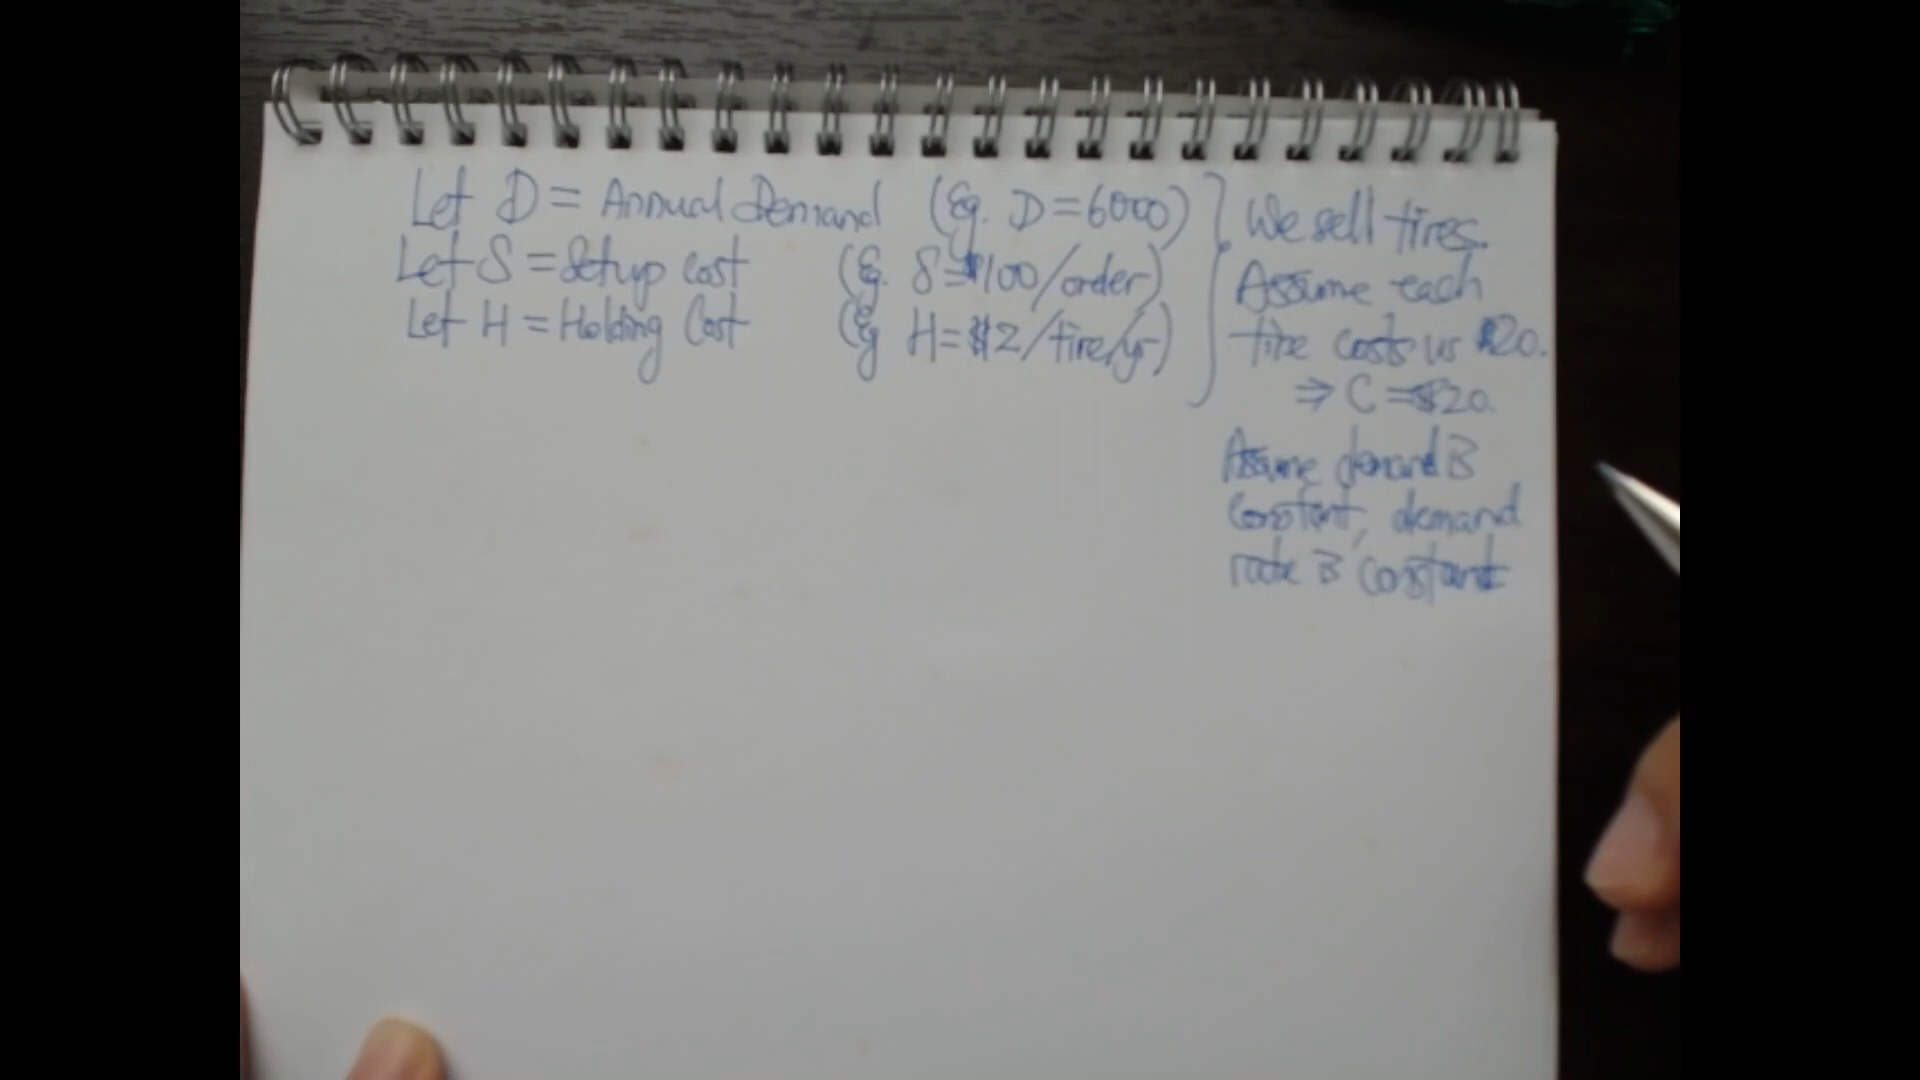 Let D = Annual Demand (Eg. D = 6000)
Let S = Setup cost (Eg. S = $100/order)
Let H = Holding Cost (Eg H = $2/tire/yr)
We sell tires.
Assume each
tire costs us $20.
⇒ C = $20.
Assume demand is
constant, demand
rate is constant